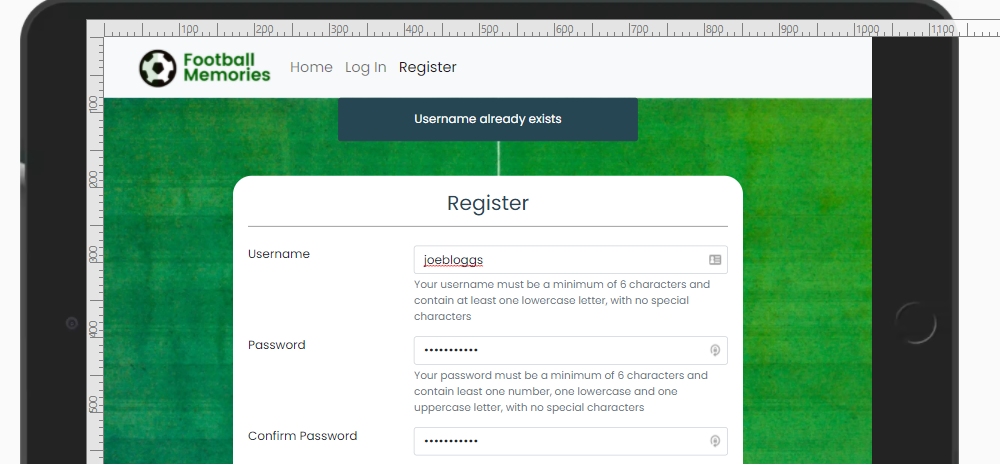 100 200 300 400 500 600 700 800 900 1000 1100
Football
Memories
Home Log In Register
100
Username already exists
200
Register
300
Username
joebloggs
Your username must be a minimum of 6 characters and
contain at least one lowercase letter, with no special
characters
400
Password
•••••••••••
Your password must be a minimum of 6 characters and
contain least one number, one lowercase and one
uppercase letter, with no special characters
500
Confirm Password
•••••••••••